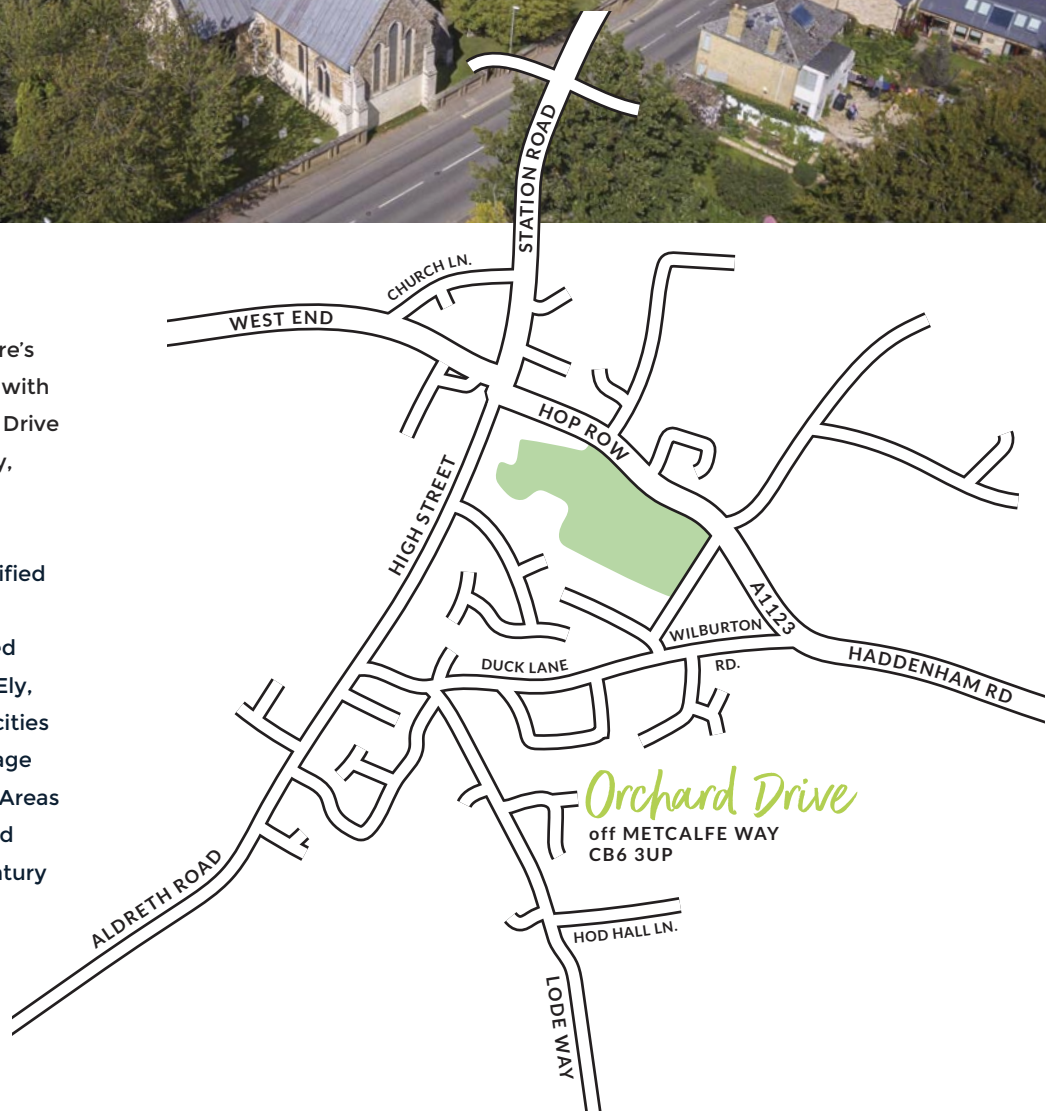 re's
with
Drive
y,
ified
ed
Ely,
cities
age
Areas
d
ntury
STATION ROAD
CHURCH LN.
WEST END
HOP ROW
HIGH STREET
A1123
WILBURTON
RD.
DUCK LANE
HADDENHAM RD
Orchard Drive
off METCALFE WAY
CB6 3UP
ALDRETH ROAD
HOD HALL LN.
LODE WAY